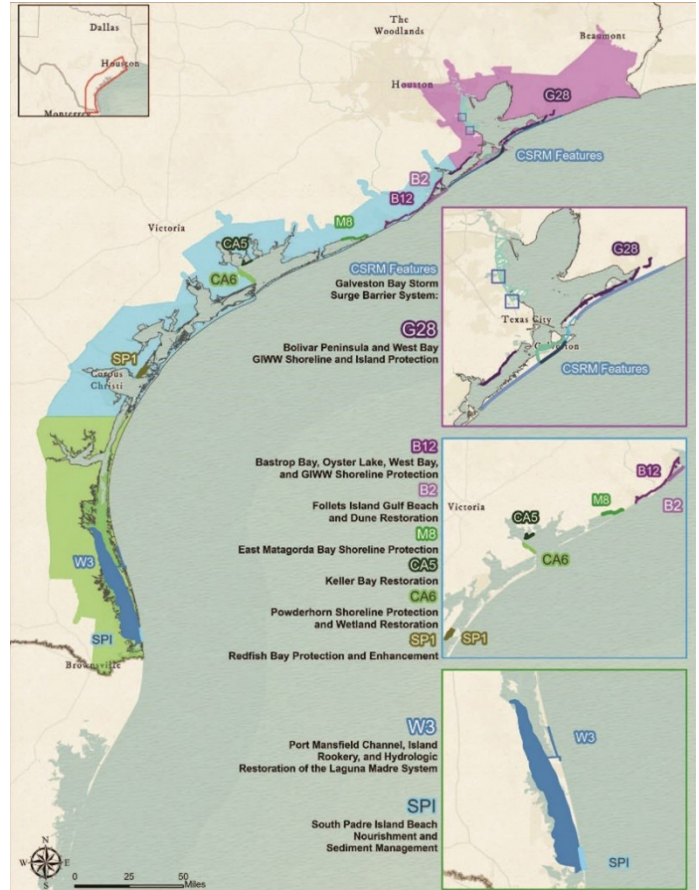 Dallas
Houston
Monterrey
The
Woodlands
Beaumont
Houston
G28
CSRM Features
B2
B12
M8
Victoria
CA5
CA6
SP1
Corpus
Christi
W3
SPI
Brownsville
CSRM Features
Galveston Bay Storm
Surge Barrier System:
G28
Bolivar Peninsula and West Bay
GIWW Shoreline and Island Protection
G28
Texas City
Galveston
CSRM Features
B12
Bastrop Bay, Oyster Lake, West Bay,
and GIWW Shoreline Protection
B2
Follets Island Gulf Beach
and Dune Restoration
M8
East Matagorda Bay Shoreline Protection
CA5
Keller Bay Restoration
CA6
Powderhorn Shoreline Protection
and Wetland Restoration
SP1
Redfish Bay Protection and Enhancement
B12
B2
M8
Victoria
CA5
CA6
SP1
W3
Port Mansfield Channel, Island
Rookery, and Hydrologic
Restoration of the Laguna Madre System
SPI
South Padre Island Beach
Nourishment and
Sediment Management
W3
SPI
N
W E
S
0 25 50
Miles